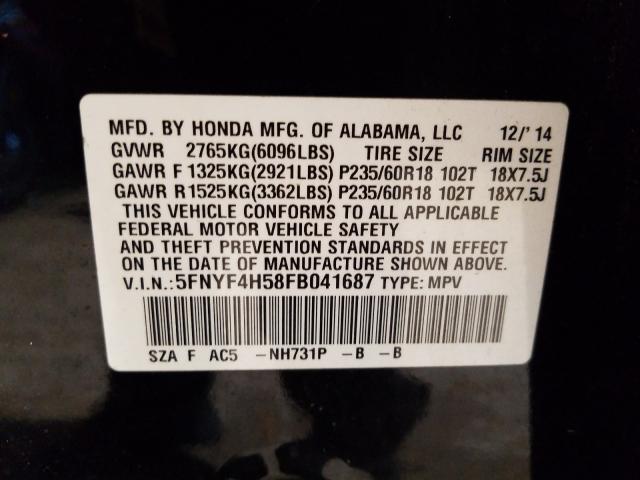 MFD. BY HONDA MFG. OF ALABAMA, LLC 12/'14
GVWR 2765KG(6096LBS) TIRE SIZE RIM SIZE
GAWR F 1325KG(2921LBS) P235/60R18 102T 18X7.5J
GAWR R1525KG(3362LBS) P235/60R18 102T 18X7.5J
THIS VEHICLE CONFORMS TO ALL APPLICABLE
FEDERAL MOTOR VEHICLE SAFETY
AND THEFT PREVENTION STANDARDS IN EFFECT
ON THE DATE OF MANUFACTURE SHOWN ABOVE.
V.I.N.:5FNYF4H58FB041687 TYPE: MPV
SZA F AC5 -NH731P -B -B